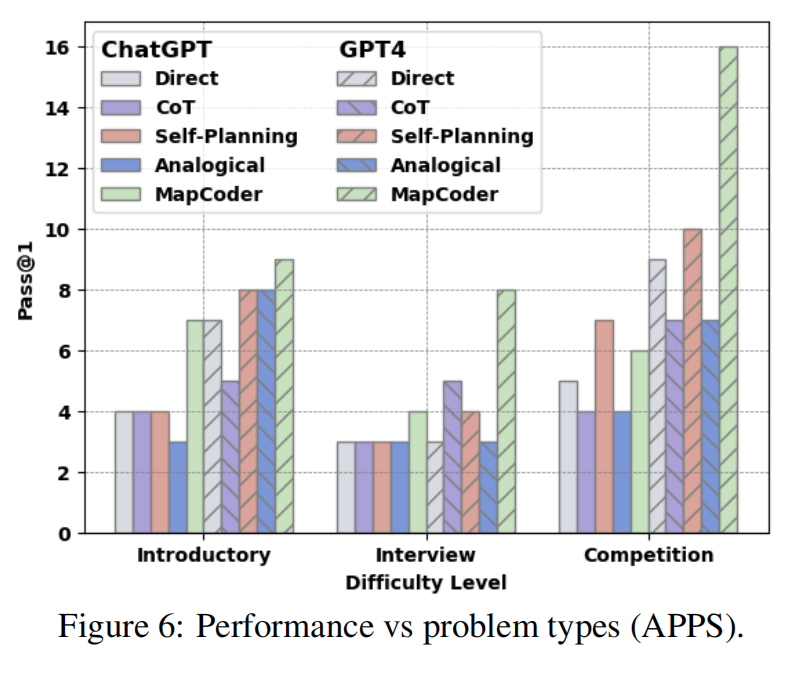 ChatGPT GPT4
Direct Direct
CoT CoT
Self-Planning Self-Planning
Analogical Analogical
MapCoder MapCoder
16
14
12
10
8
6
4
2
0
Pass@1
Introductory Interview Competition
Difficulty Level
Figure 6: Performance vs problem types (APPS).